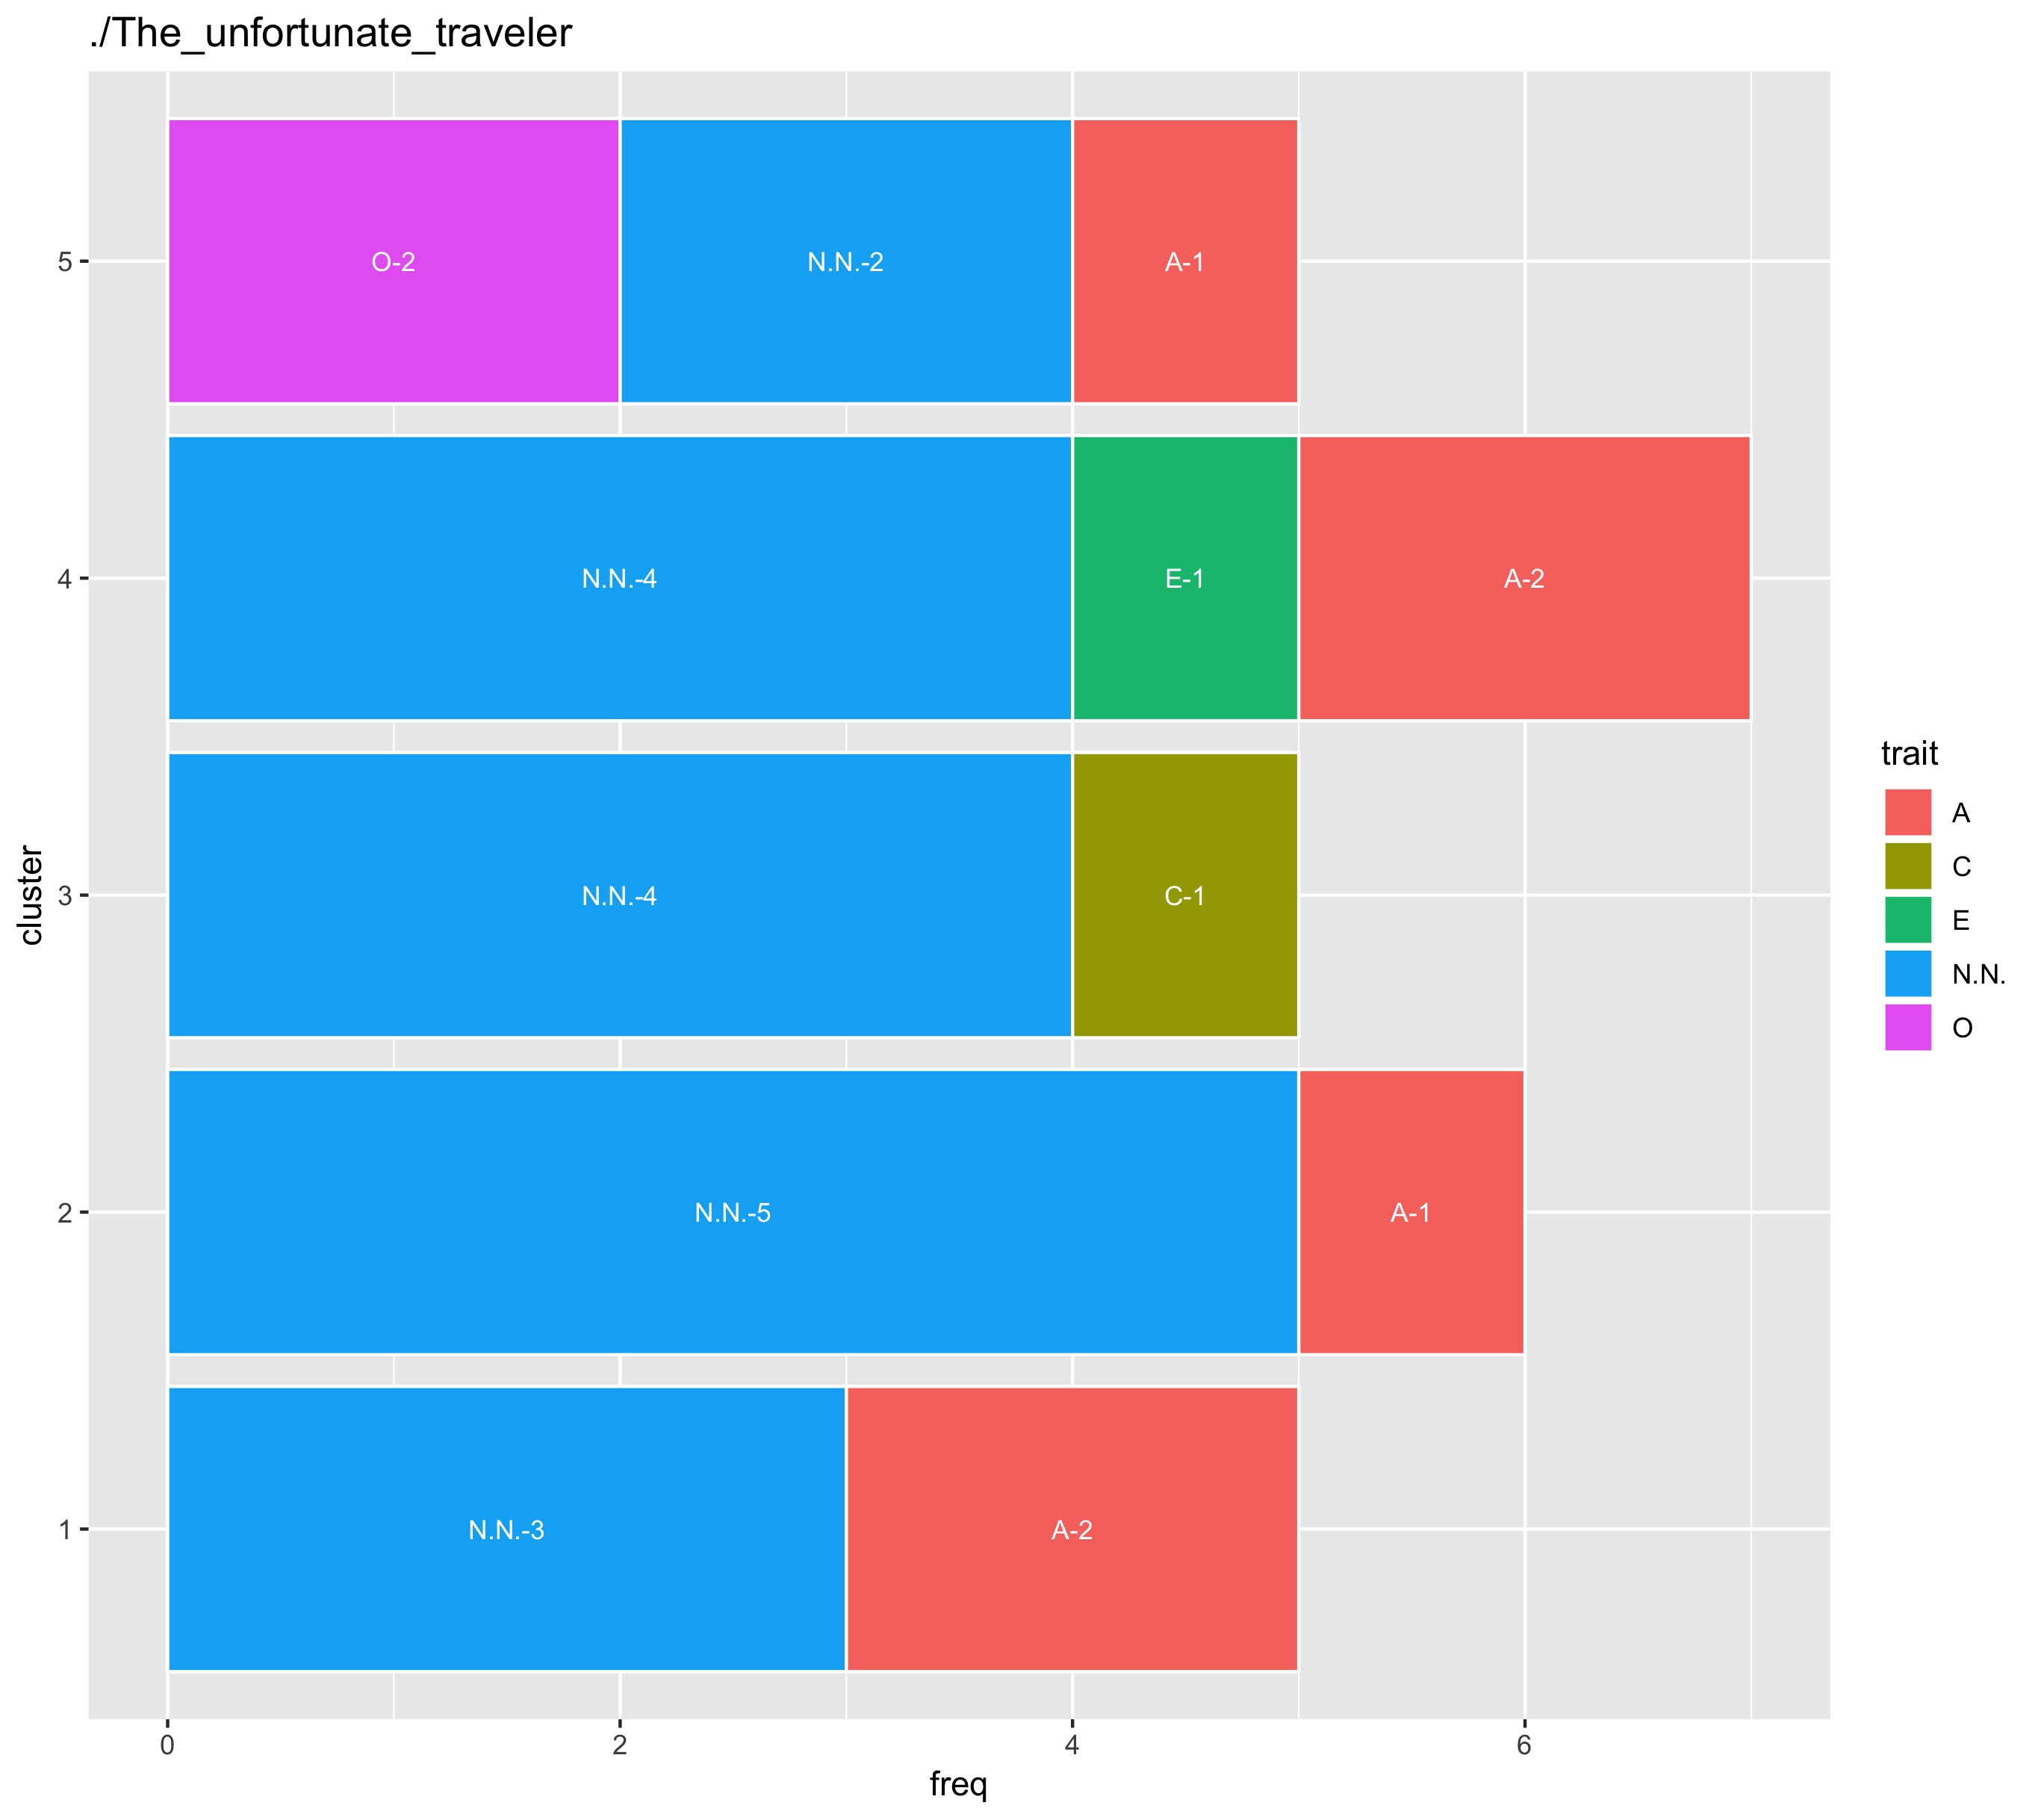 ./The_unfortunate_traveler
5
O-2 N.N.-2 A-1
4
N.N.-4 E-1 A-2
3
N.N.-4 C-1
2
N.N.-5 A-1
1
N.N.-3 A-2
0 2 4 6
freq
cluster
trait
A
C
E
N.N.
O